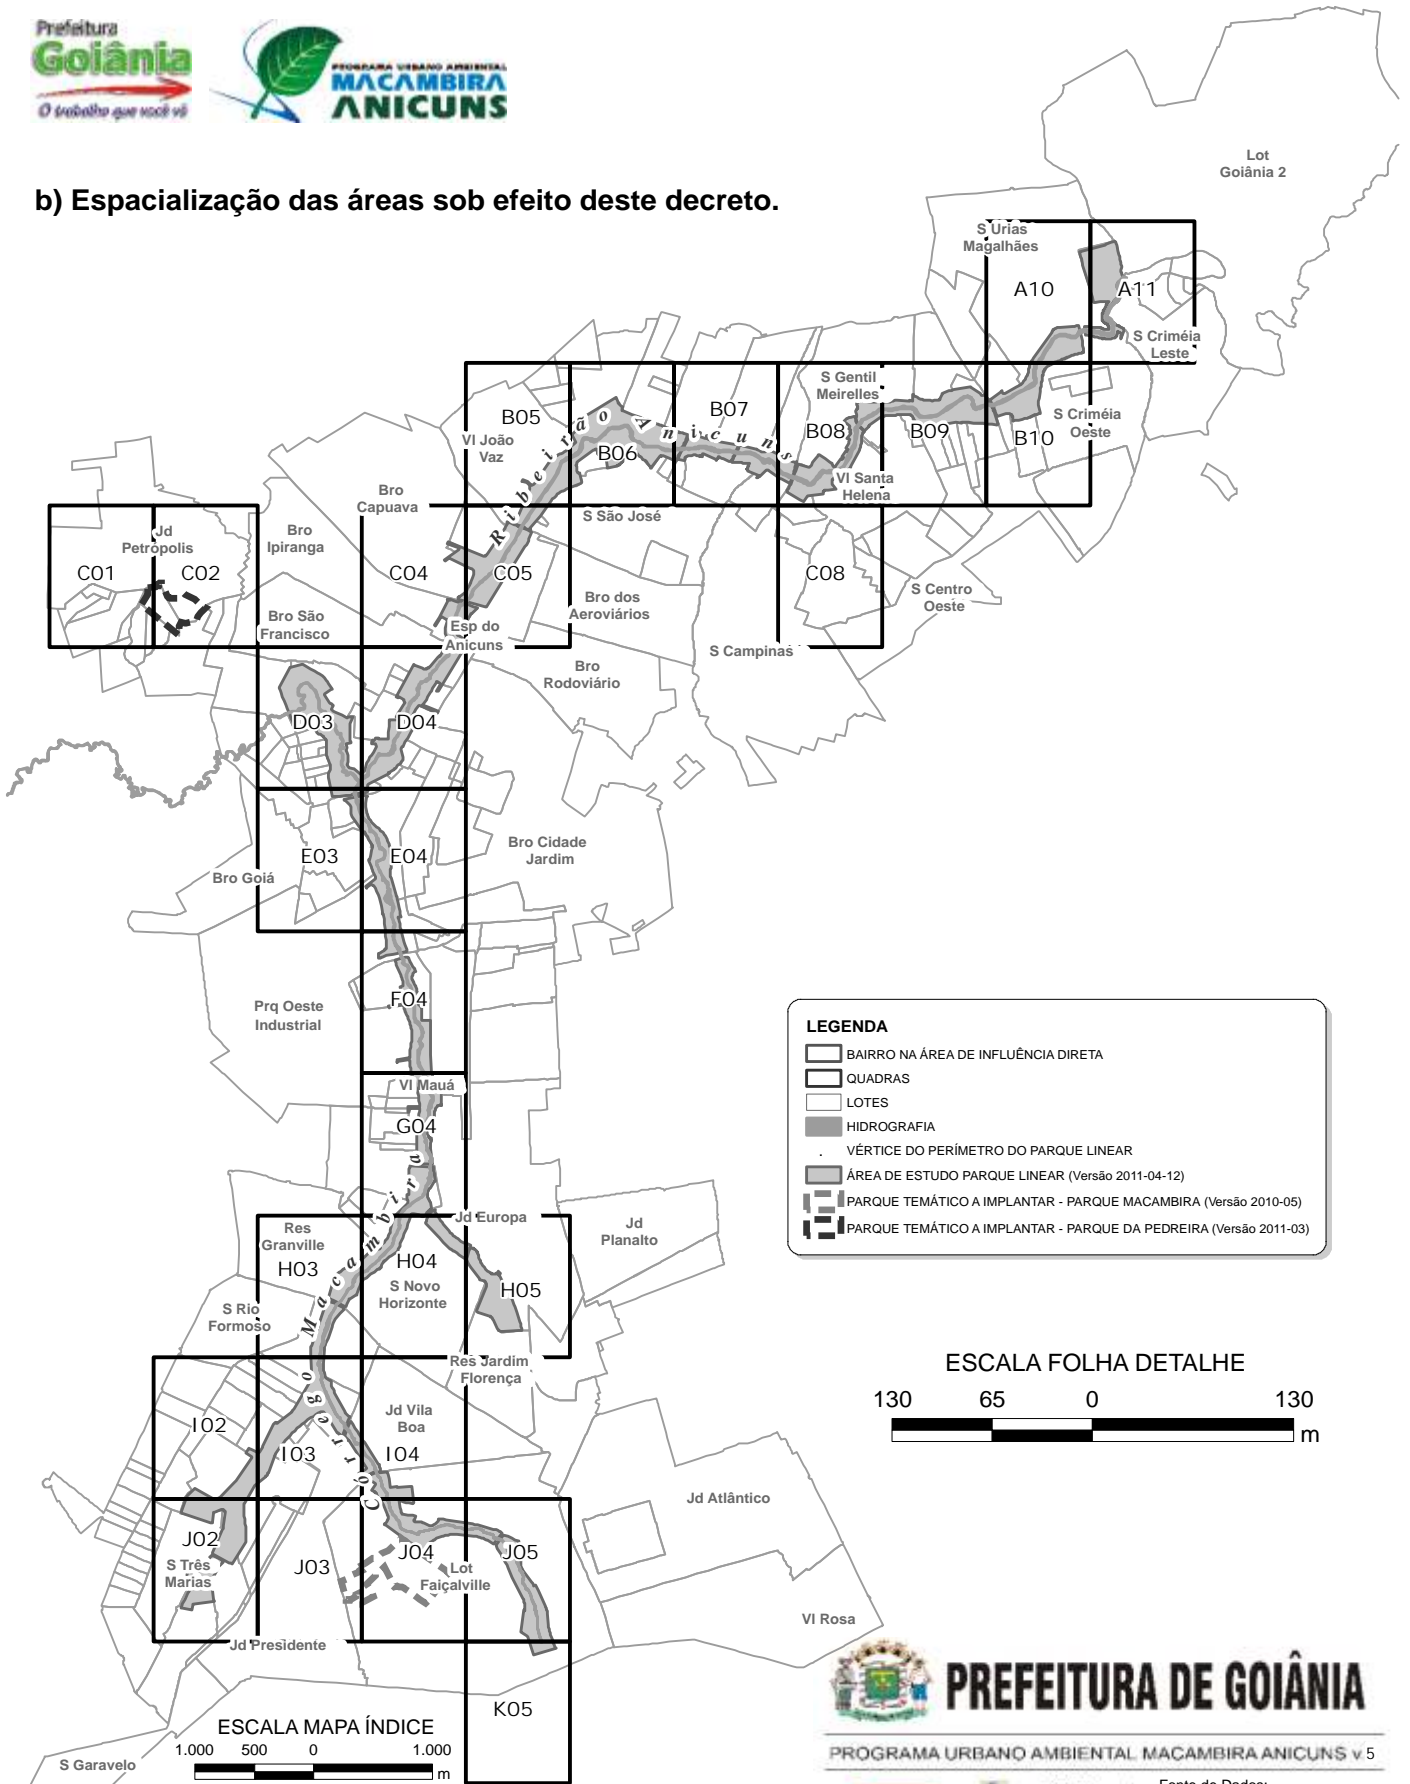 Prefeitura
Goiânia
O trabalho que você vê
PROGRAMA URBANO AMBIENTAL
MACAMBIRA
ANICUNS
b) Espacialização das áreas sob efeito deste decreto.
Lot
Goiânia 2
S Urias
Magalhães
A10
A11
S Criméia
Leste
S Gentil
Meirelles
B05
B06
B07
B08
B09
B10
S Criméia
Oeste
Vl João
Vaz
Ribeirão Anicuns
Vl Santa
Helena
Bro
Capuava
S São José
Jd
Petrópolis
Bro
Ipiranga
C01
C02
C04
C05
C08
Bro dos
Aeroviários
S Centro
Oeste
Bro São
Francisco
Esp do
Anicuns
S Campinas
Bro
Rodoviário
D03
D04
E03
E04
Bro Cidade
Jardim
Bro Goiá
F04
Prq Oeste
Industrial
LEGENDA
BAIRRO NA ÁREA DE INFLUÊNCIA DIRETA
QUADRAS
LOTES
HIDROGRAFIA
VÉRTICE DO PERÍMETRO DO PARQUE LINEAR
ÁREA DE ESTUDO PARQUE LINEAR (Versão 2011-04-12)
PARQUE TEMÁTICO A IMPLANTAR - PARQUE MACAMBIRA (Versão 2010-05)
PARQUE TEMÁTICO A IMPLANTAR - PARQUE DA PEDREIRA (Versão 2011-03)
Vl Mauá
G04
Jd Europa
Res
Granville
Jd
Planalto
H03
H04
H05
S Novo
Horizonte
S Rio
Formoso
Córrego Macambira
Res Jardim
Florença
ESCALA FOLHA DETALHE
130 65 0 130
m
Jd Vila
Boa
I02
I03
I04
Jd Atlântico
J02
J03
J04
J05
S Três
Marias
Lot
Faiçalville
Vl Rosa
Jd Presidente
K05
ESCALA MAPA ÍNDICE
1.000 500 0 1.000
m
S Garavelo
PREFEITURA DE GOIÂNIA
PROGRAMA URBANO AMBIENTAL MACAMBIRA ANICUNS v.5
Fonte de Dados: